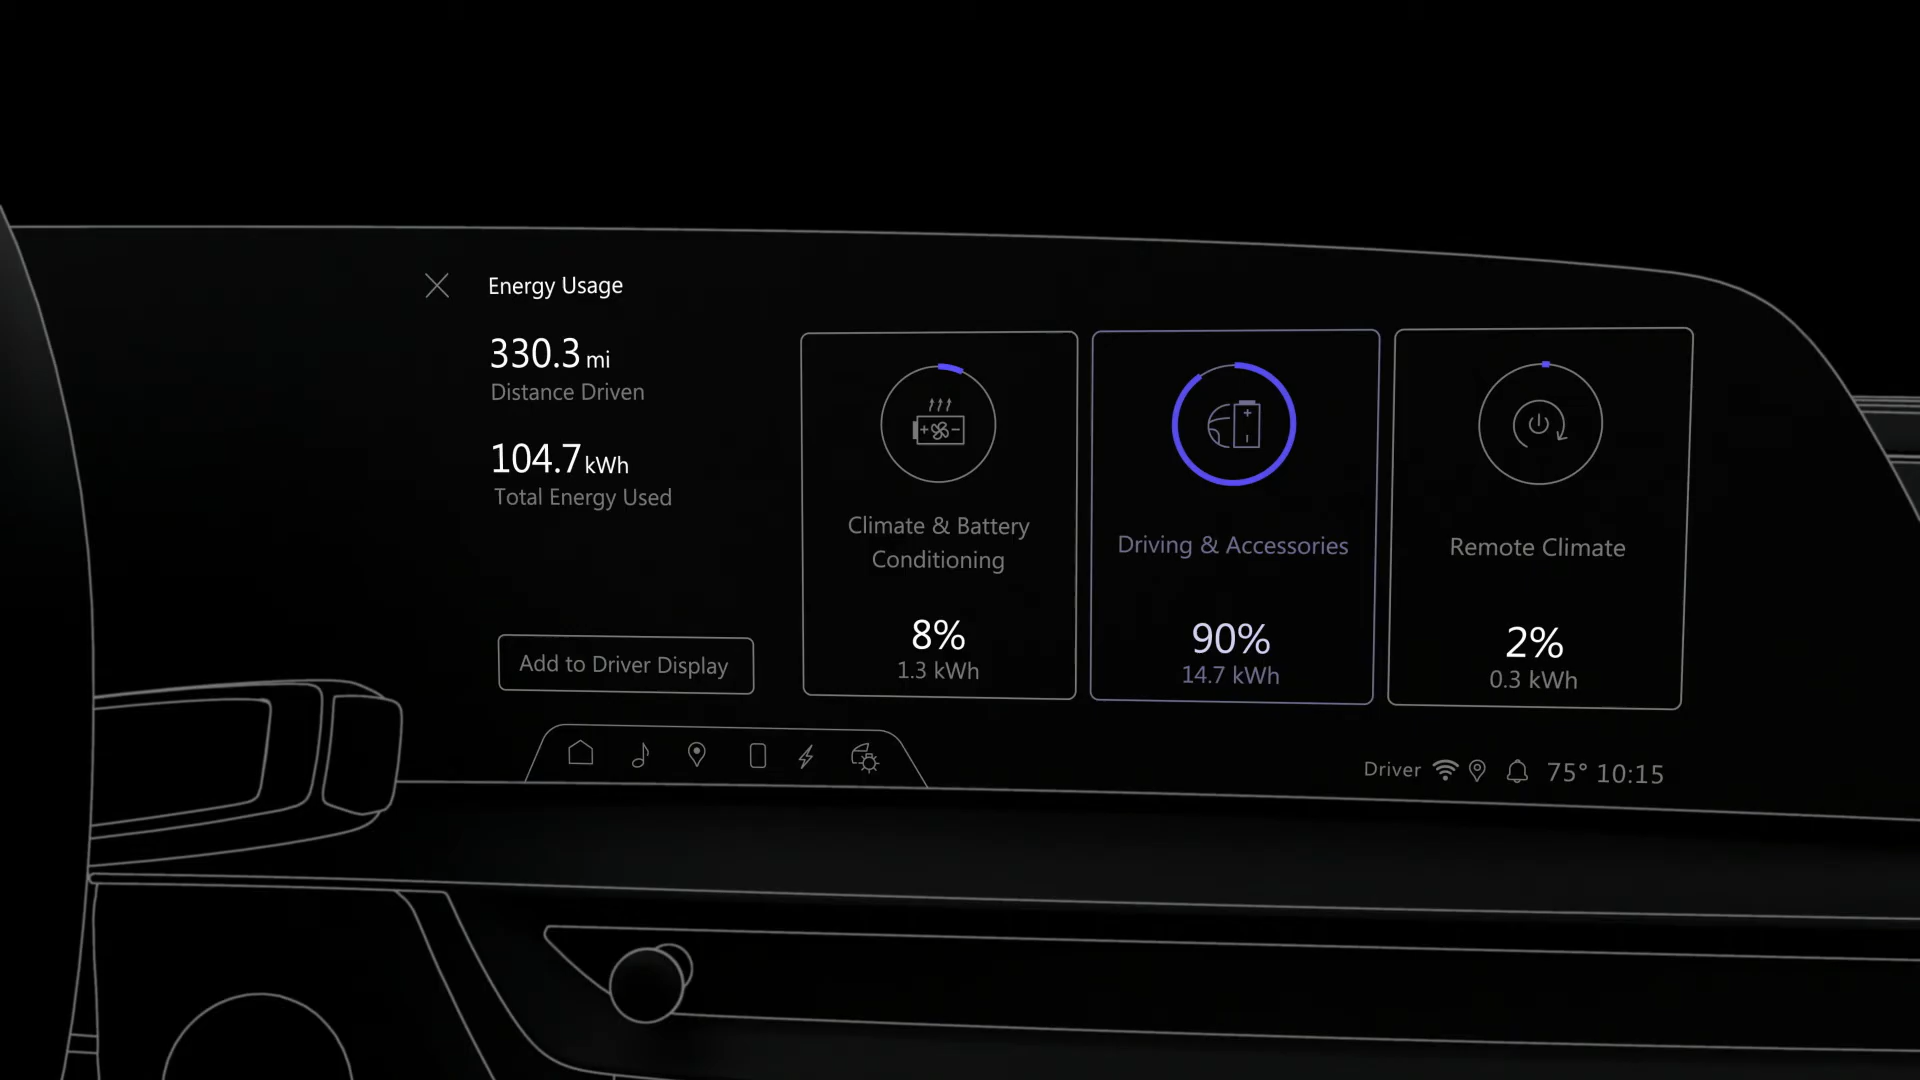 Energy Usage
330.3 mi
Distance Driven
104.7 kWh
Total Energy Used
Add to Driver Display
Climate & Battery
Conditioning
8%
1.3 kWh
Driving & Accessories
90%
14.7 kWh
Remote Climate
2%
0.3 kWh
Driver
75° 10:15